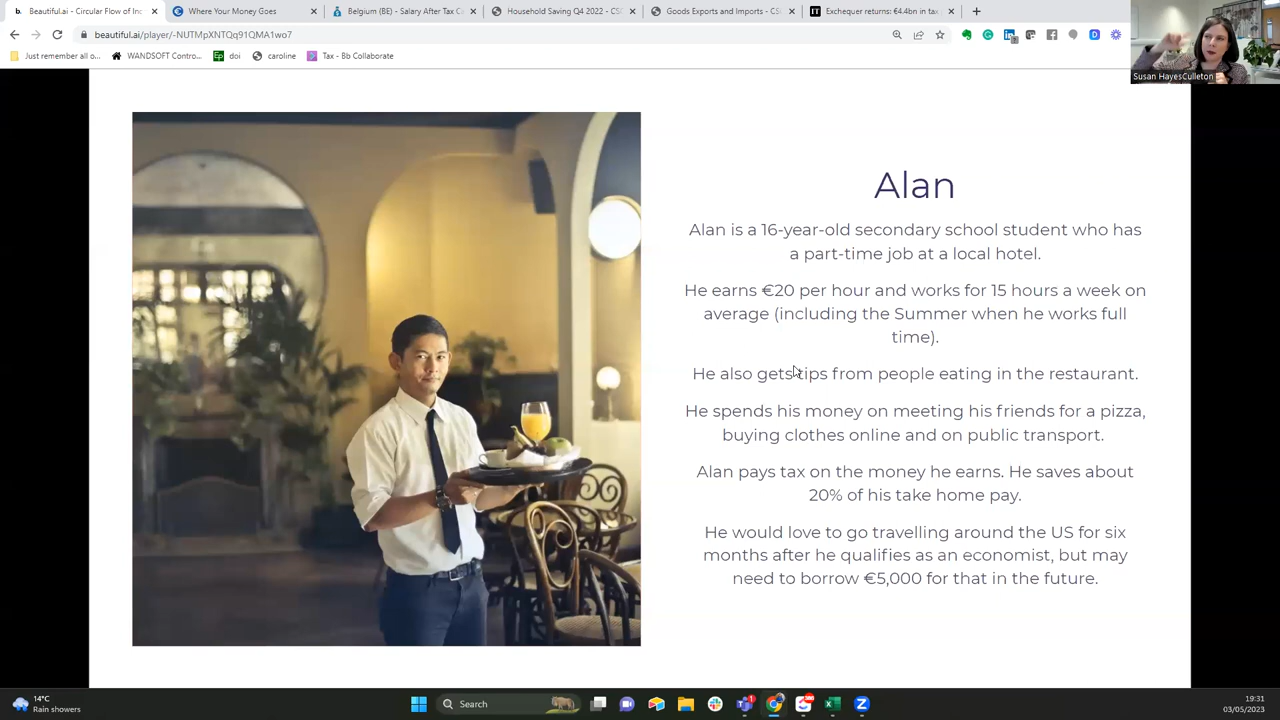 b. Beautiful.ai - Circular Flow of Inc
Where Your Money Goes
Belgium (BE) - Salary After Tax C
Household Saving Q4 2022 - CSO
Goods Exports and Imports - CSO
Exchequer returns: €4.4bn in tax
beautiful.ai/player/-NUTMpXNTQq91QMA1wo7
Just remember all o...
WANDSOFT Contro...
doi
caroline
Tax - Bb Collaborate
Susan HayesCulleton
Alan
Alan is a 16-year-old secondary school student who has
a part-time job at a local hotel.
He earns €20 per hour and works for 15 hours a week on
average (including the Summer when he works full
time).
He also gets tips from people eating in the restaurant.
He spends his money on meeting his friends for a pizza,
buying clothes online and on public transport.
Alan pays tax on the money he earns. He saves about
20% of his take home pay.
He would love to go travelling around the US for six
months after he qualifies as an economist, but may
need to borrow €5,000 for that in the future.
14°C
Rain showers
Search
19:31
03/05/2023